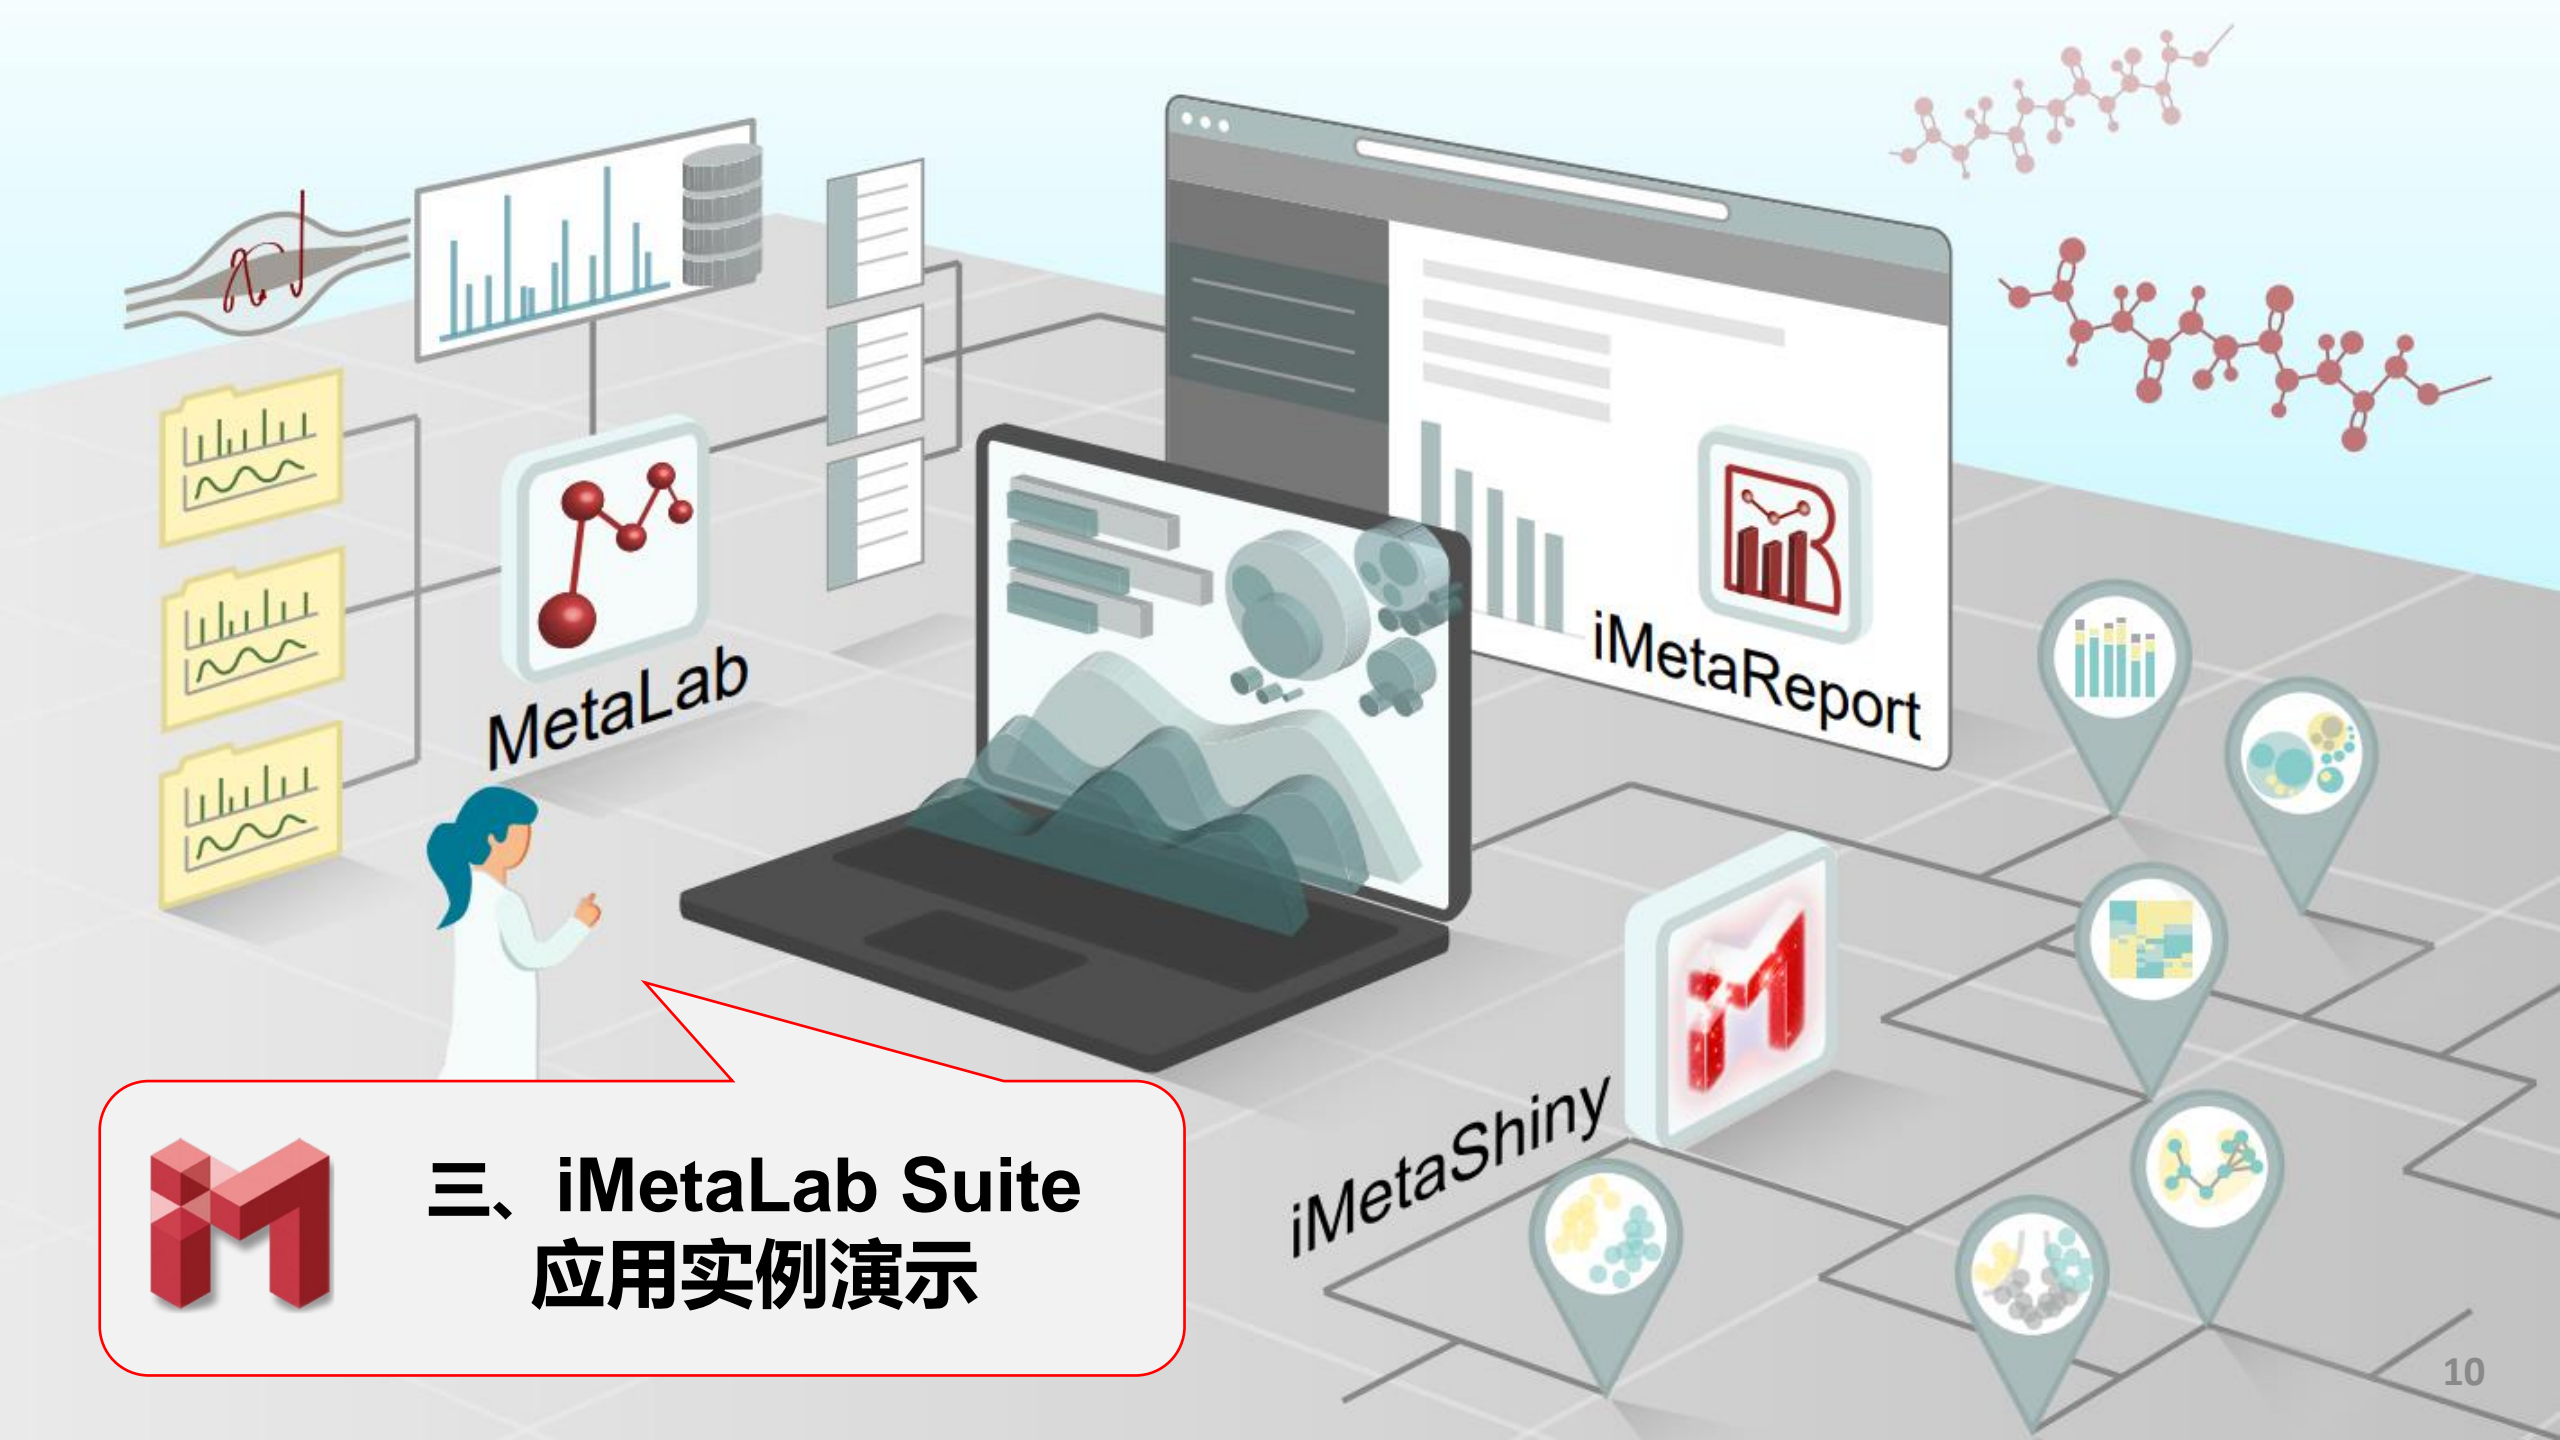 MetaLab
iMetaReport
iMetaShiny
三、iMetaLab Suite
应用实例演示
10